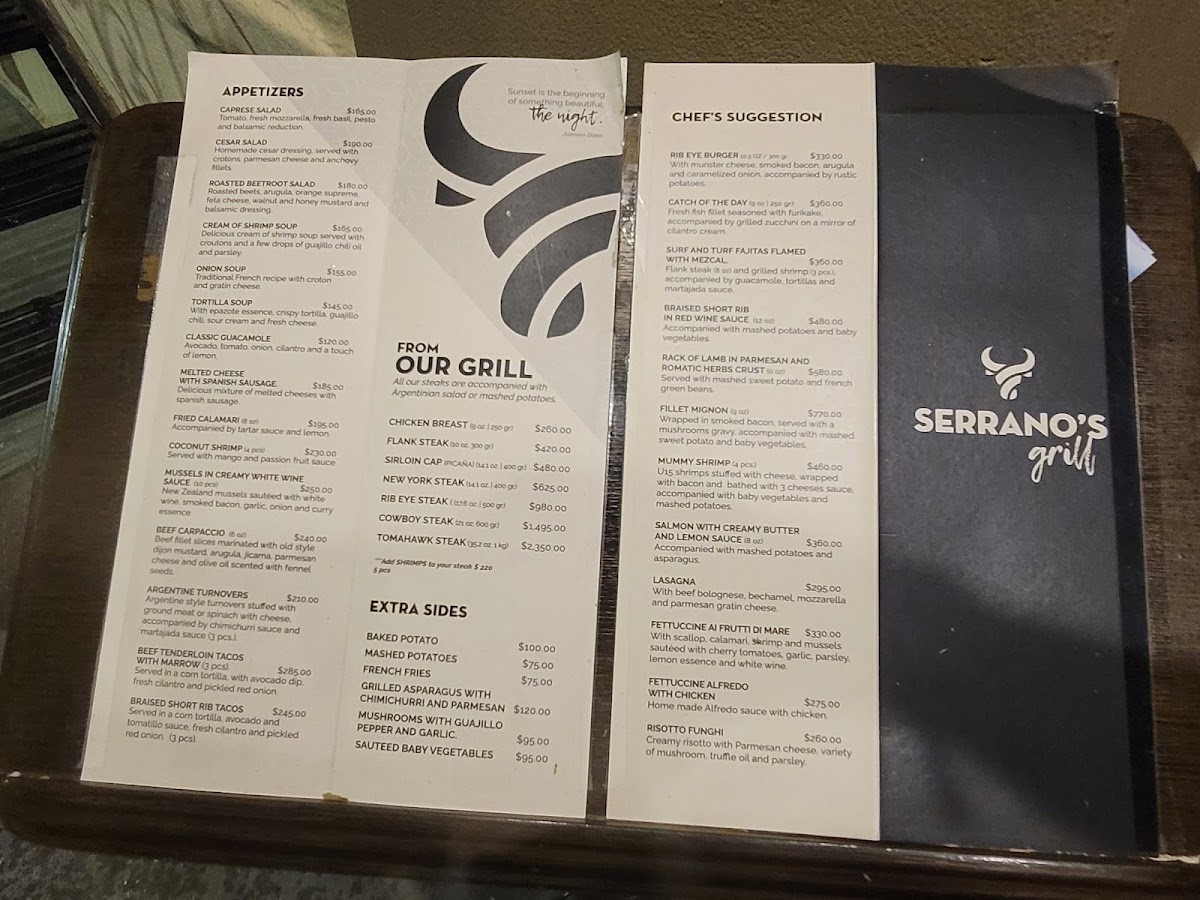 APPETIZERS
CAPRESE SALAD $165.00
Tomato, fresh mozzarella, fresh basil, pesto
and balsamic reduction.
CESAR SALAD $190.00
Homemade cesar dressing, served with
crotons, parmesan cheese and anchovy
fillets.
ROASTED BEETROOT SALAD $180.00
Roasted beets, arugula, orange supreme,
feta cheese, walnut and honey mustard and
balsamic dressing.
CREAM OF SHRIMP SOUP $165.00
Delicious cream of shrimp soup served with
croutons and a few drops of guajillo chili oil
and parsley.
ONION SOUP $155.00
Traditional French recipe with croton
and gratin cheese.
TORTILLA SOUP $145.00
With epazote essence, crispy tortilla, guajillo
chili, sour cream and fresh cheese.
CLASSIC GUACAMOLE $120.00
Avocado, tomato, onion, cilantro and a touch
of lemon.
MELTED CHEESE
WITH SPANISH SAUSAGE. $185.00
Delicious mixture of melted cheeses with
spanish sausage.
FRIED CALAMARI (8 oz) $195.00
Accompanied by tartar sauce and lemon.
COCONUT SHRIMP (4 pcs) $230.00
Served with mango and passion fruit sauce
MUSSELS IN CREAMY WHITE WINE
SAUCE (10 pcs) $250.00
New Zealand mussels sautéed with white
wine, smoked bacon, garlic, onion and curry
essence
BEEF CARPACCIO (6 oz) $240.00
Beef fillet slices marinated with old style
dijon mustard, arugula, jicama, parmesan
cheese and olive oil scented with fennel
seeds.
ARGENTINE TURNOVERS $210.00
Argentine style turnovers stuffed with
ground meat or spinach with cheese,
accompanied by chimichurri sauce and
martajada sauce (3 pcs.).
BEEF TENDERLOIN TACOS
WITH MARROW (3 pcs). $285.00
Served in a corn tortilla, with avocado dip,
fresh cilantro and pickled red onion.
BRAISED SHORT RIB TACOS $245.00
Served in a corn tortilla, avocado and
tomatillo sauce, fresh cilantro and pickled
red onion. (3 pcs).
Sunset is the beginning
of something beautiful:
the night.
FROM
OUR GRILL
All our steaks are accompanied with
Argentinian salad or mashed potatoes.
CHICKEN BREAST (9 oz. | 250 gr) $260.00
FLANK STEAK (10 oz. 300 gr) $420.00
SIRLOIN CAP (PICAÑA) (14.1 oz. | 400 gr) $480.00
NEW YORK STEAK (14.1 oz. | 400 gr) $625.00
RIB EYE STEAK (17.6 oz. | 500 gr) $980.00
COWBOY STEAK (21 oz. 600 gr) $1,495.00
TOMAHAWK STEAK (35.2 oz. 1 kg) $2,350.00
***Add SHRIMPS to your steak $ 220
5 pcs
EXTRA SIDES
BAKED POTATO $100.00
MASHED POTATOES $75.00
FRENCH FRIES $75.00
GRILLED ASPARAGUS WITH
CHIMICHURRI AND PARMESAN $120.00
MUSHROOMS WITH GUAJILLO
PEPPER AND GARLIC. $95.00
SAUTEED BABY VEGETABLES $95.00
CHEF'S SUGGESTION
RIB EYE BURGER 10.5 OZ / 300 gr. $330.00
With munster cheese, smoked bacon, arugula
and caramelized onion, accompanied by rustic
potatoes.
CATCH OF THE DAY (9 oz | 250 gr) $360.00
Fresh fish fillet seasoned with furikake,
accompanied by grilled zucchini on a mirror of
cilantro cream.
SURF AND TURF FAJITAS FLAMED
WITH MEZCAL. $360.00
Flank steak (8 oz) and grilled shrimp (3 pcs.),
accompanied by guacamole, tortillas and
martajada sauce.
BRAISED SHORT RIB
IN RED WINE SAUCE (12 oz) $480.00
Accompanied with mashed potatoes and baby
vegetables.
RACK OF LAMB IN PARMESAN AND
ROMATIC HERBS CRUST $580.00
Served with mashed sweet potato and french
green beans.
FILLET MIGNON (9 oz) $770.00
Wrapped in smoked bacon, served with a
mushrooms gravy, accompanied with mashed
sweet potato and baby vegetables.
MUMMY SHRIMP (4 pcs.) $460.00
U15 shrimps stuffed with cheese, wrapped
with bacon and bathed with 3 cheeses sauce,
accompanied with baby vegetables and
mashed potatoes.
SALMON WITH CREAMY BUTTER
AND LEMON SAUCE (8 oz) $360.00
Accompanied with mashed potatoes and
asparagus.
LASAGNA $295.00
With beef bolognese, bechamel, mozzarella
and parmesan gratin cheese.
FETTUCCINE AI FRUTTI DI MARE $330.00
With scallop, calamari, shrimp and mussels
sautéed with cherry tomatoes, garlic, parsley,
lemon essence and white wine.
FETTUCCINE ALFREDO
WITH CHICKEN $275.00
Home made Alfredo sauce with chicken.
RISOTTO FUNGHI $260.00
Creamy risotto with Parmesan cheese, variety
of mushroom, truffle oil and parsley.
SERRANO'S
grill